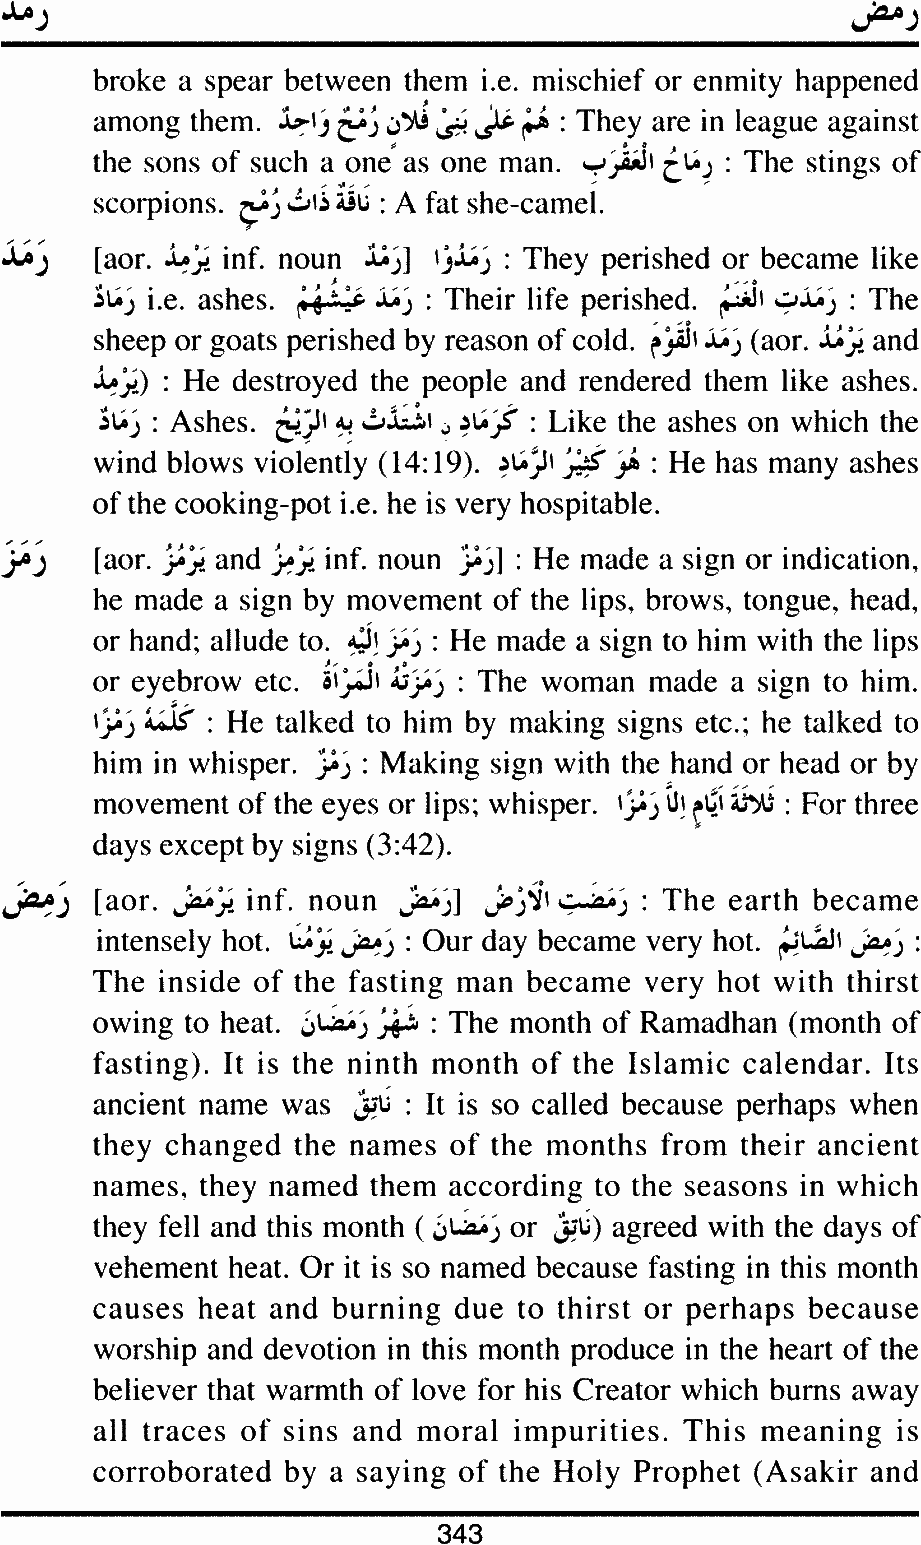 رمد رمض
broke a spear between them i.e. mischief or enmity happened
among them. هُمْ عَلٰى بَنِىْ فُلَانٍ رُمْحٌ وَاحِدٌ : They are in league against
the sons of such a one as one man. رِمَاحُ الْعَقْرَبِ : The stings of
scorpions. نَاقَةٌ ذَاتُ رُمْحٍ : A fat she-camel.
رَمَدَ [aor. يَرْمِدُ inf. noun رَمْدٌ] رَمَدُوْا : They perished or became like
رَمَادٌ i.e. ashes. رَمَدَ عَيْشُهُمْ : Their life perished. رَمَدَتِ الْغَنَمُ : The
sheep or goats perished by reason of cold. رَمَدَ الْقَوْمَ (aor. يَرْمُدُ and
يَرْمِدُ) : He destroyed the people and rendered them like ashes.
رَمَادٌ : Ashes. كَرَمَادِ نِ اشْتَدَّتْ بِهِ الرِّيْحُ : Like the ashes on which the
wind blows violently (14:19). هُوَ كَثِيْرُ الرَّمَادِ : He has many ashes
of the cooking-pot i.e. he is very hospitable.
رَمَزَ [aor. يَرْمُزُ and يَرْمِزُ inf. noun رَمْزٌ] : He made a sign or indication,
he made a sign by movement of the lips, brows, tongue, head,
or hand; allude to. رَمَزَ اِلَيْهِ : He made a sign to him with the lips
or eyebrow etc. رَمَزَتْهُ الْمَرْاَةُ : The woman made a sign to him.
كَلَّمَهٗ رَمْزًا : He talked to him by making signs etc.; he talked to
him in whisper. رَمْزٌ : Making sign with the hand or head or by
movement of the eyes or lips; whisper. ثَلَاثَةَ اَيَّامٍ اِلَّا رَمْزًا : For three
days except by signs (3:42).
رَمِضَ [aor. يَرْمَضُ inf. noun رَمَضٌ] رَمَضَتِ الْاَرْضُ : The earth became
intensely hot. رَمِضَ يَوْمُنَا : Our day became very hot. رَمِضَ الصَّائِمُ :
The inside of the fasting man became very hot with thirst
owing to heat. شَهْرُ رَمَضَانَ : The month of Ramadhan (month of
fasting). It is the ninth month of the Islamic calendar. Its
ancient name was نَاتِقٌ : It is so called because perhaps when
they changed the names of the months from their ancient
names, they named them according to the seasons in which
they fell and this month ( رَمَضَانَ or نَاتِقٌ) agreed with the days of
vehement heat. Or it is so named because fasting in this month
causes heat and burning due to thirst or perhaps because
worship and devotion in this month produce in the heart of the
believer that warmth of love for his Creator which burns away
all traces of sins and moral impurities. This meaning is
corroborated by a saying of the Holy Prophet (Asakir and
343